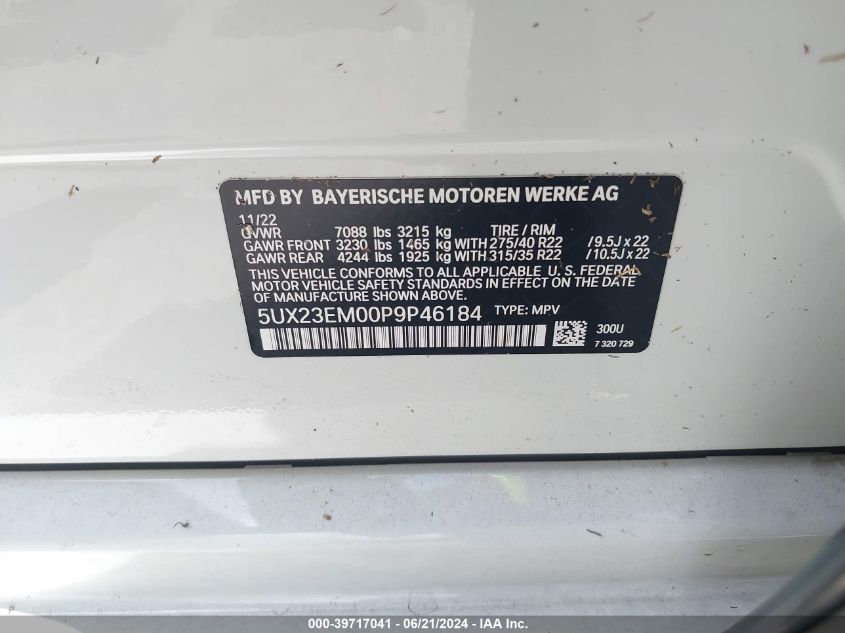 MFD BY BAYERISCHE MOTOREN WERKE AG
11/22
GVWR 7088 lbs 3215 kg TIRE / RIM
GAWR FRONT 3230 lbs 1465 kg WITH 275/40 R22 / 9.5J x 22
GAWR REAR 4244 lbs 1925 kg WITH 315/35 R22 / 10.5J x 22
THIS VEHICLE CONFORMS TO ALL APPLICABLE U. S. FEDERAL
MOTOR VEHICLE SAFETY STANDARDS IN EFFECT ON THE DATE
OF MANUFACTURE SHOWN ABOVE.
5UX23EM00P9P46184 TYPE: MPV
300U
7 320 729
P
000-39717041 / 06/21/2024 / IAA Inc.